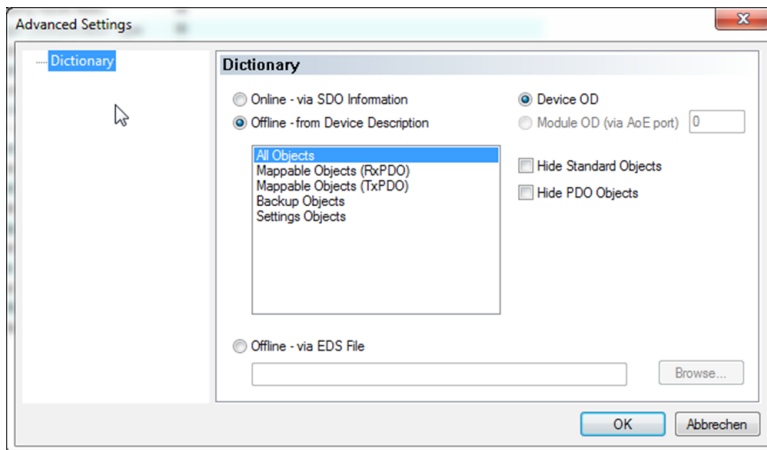 Advanced Settings
Dictionary
Dictionary
Online - via SDO Information
Device OD
Offline - from Device Description
Module OD (via AoE port)
0
All Objects
Mappable Objects (RxPDO)
Mappable Objects (TxPDO)
Backup Objects
Settings Objects
Hide Standard Objects
Hide PDO Objects
Offline - via EDS File
Browse...
OK
Abbrechen